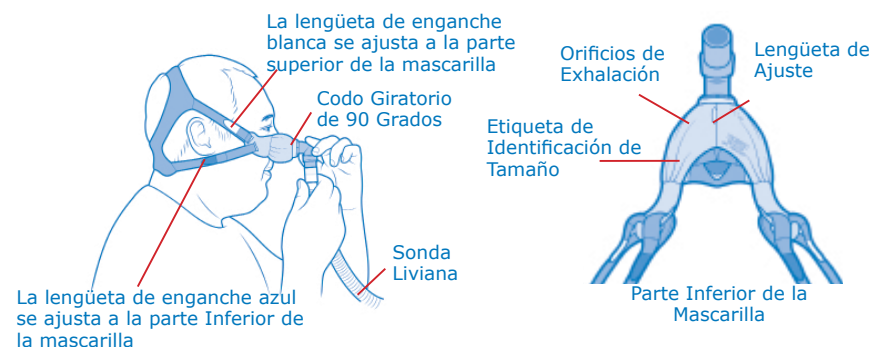 La lengüeta de enganche
blanca se ajusta a la parte
superior de la mascarilla
Codo Giratorio
de 90 Grados
Sonda
Liviana
La lengüeta de enganche azul
se ajusta a la parte Inferior de
la mascarilla
Orificios de
Exhalación
Lengüeta de
Ajuste
Etiqueta de
Identificación de
Tamaño
Parte Inferior de la
Mascarilla